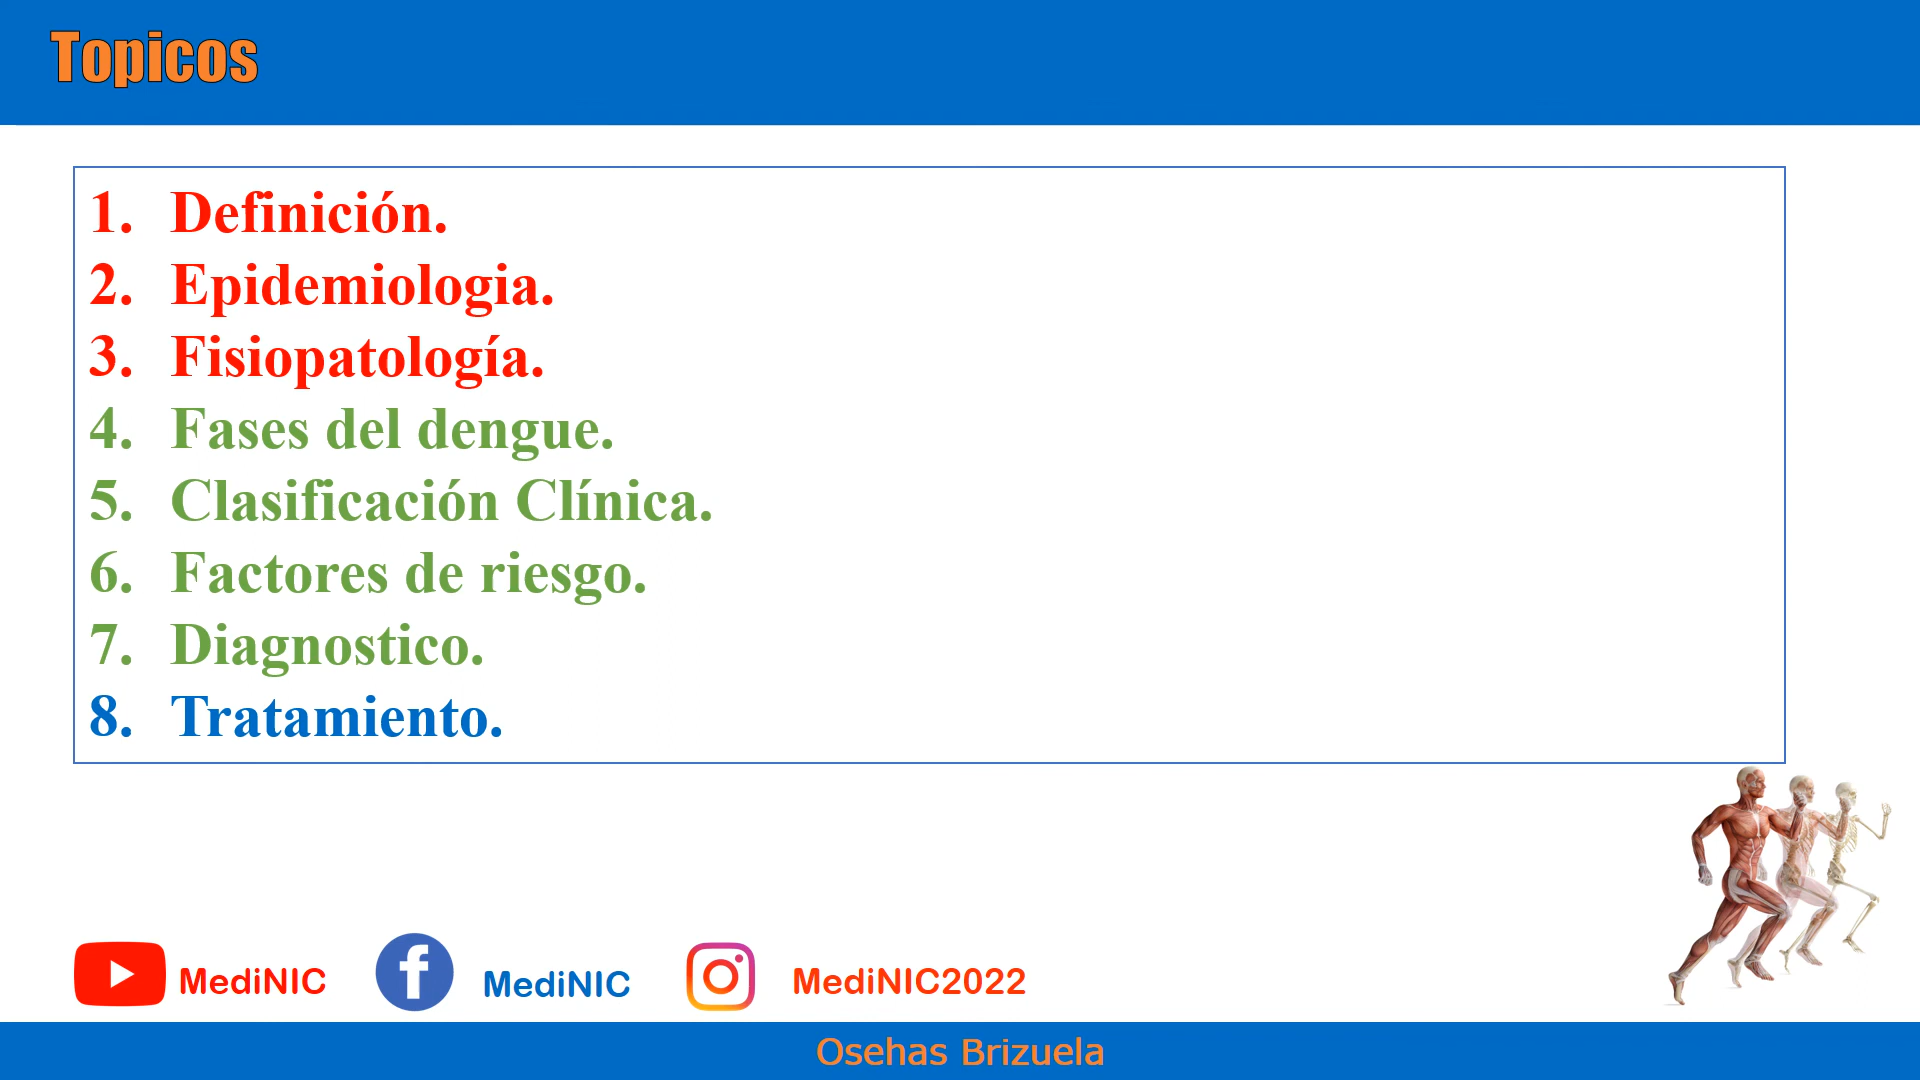 Topicos
1. Definición.
2. Epidemiologia.
3. Fisiopatología.
4. Fases del dengue.
5. Clasificación Clínica.
6. Factores de riesgo.
7. Diagnostico.
8. Tratamiento.
MediNIC
MediNIC
MediNIC2022
Osehas Brizuela